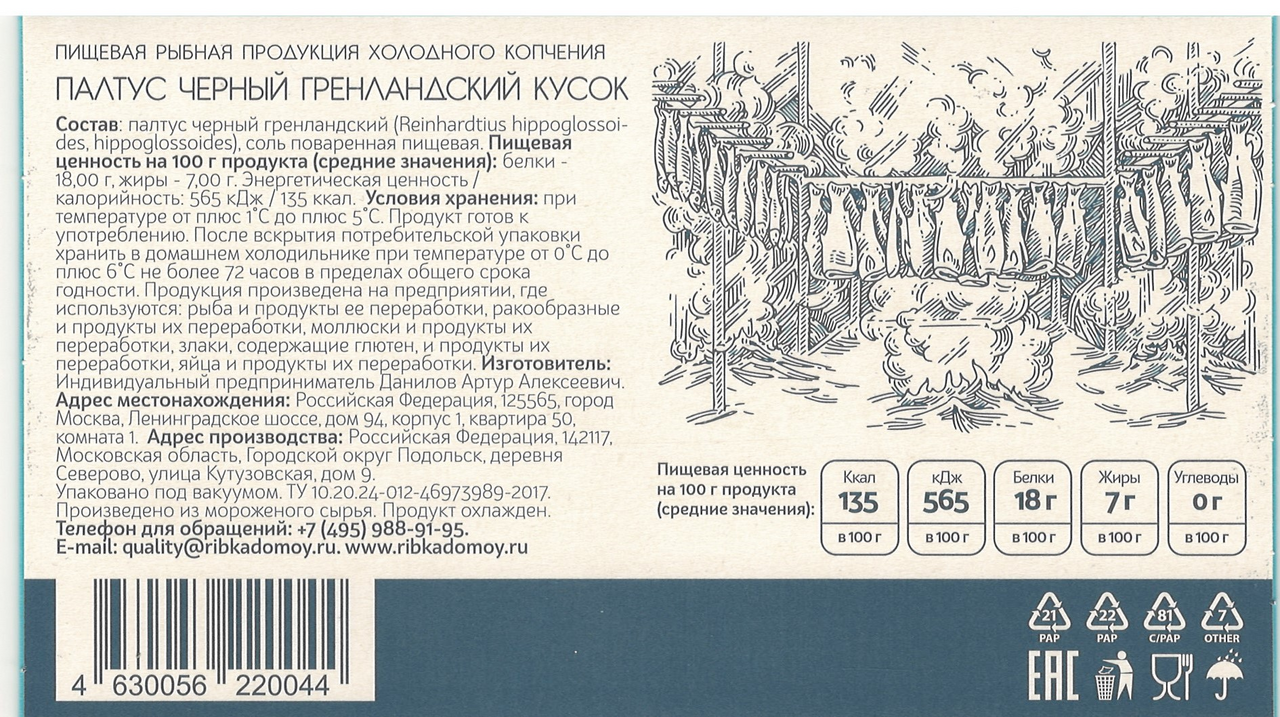 ПИЩЕВАЯ РЫБНАЯ ПРОДУКЦИЯ ХОЛОДНОГО КОПЧЕНИЯ
ПАЛТУС ЧЕРНЫЙ ГРЕНЛАНДСКИЙ КУСОК
Состав: палтус черный гренландский (Reinhardtius hippoglossoi-
des, hippoglossoides), соль поваренная пищевая. Пищевая
ценность на 100 г продукта (средние значения): белки -
18,00 г, жиры - 7,00 г. Энергетическая ценность /
калорийность: 565 кДж / 135 ккал. Условия хранения: при
температуре от плюс 1°С до плюс 5°С. Продукт готов к
употреблению. После вскрытия потребительской упаковки
хранить в домашнем холодильнике при температуре от 0°С до
плюс 6°С не более 72 часов в пределах общего срока
годности. Продукция произведена на предприятии, где
используются: рыба и продукты ее переработки, ракообразные
и продукты их переработки, моллюски и продукты их
переработки, злаки, содержащие глютен, и продукты их
переработки, яйца и продукты их переработки. Изготовитель:
Индивидуальный предприниматель Данилов Артур Алексеевич.
Адрес местонахождения: Российская Федерация, 125565, город
Москва, Ленинградское шоссе, дом 94, корпус 1, квартира 50,
комната 1. Адрес производства: Российская Федерация, 142117,
Московская область, Городской округ Подольск, деревня
Северово, улица Кутузовская, дом 9.
Упаковано под вакуумом. ТУ 10.20.24-012-46973989-2017.
Произведено из мороженого сырья. Продукт охлажден.
Телефон для обращений: +7 (495) 988-91-95.
E-mail: quality@ribkadomoy.ru. www.ribkadomoy.ru
Пищевая ценность
на 100 г продукта
(средние значения):
Ккал 135 в 100 г
кДж 565 в 100 г
Белки 18 г в 100 г
Жиры 7 г в 100 г
Углеводы 0 г в 100 г
4 630056 220044
21 PAP
22 PAP
81 C/PAP
7 OTHER
EAC